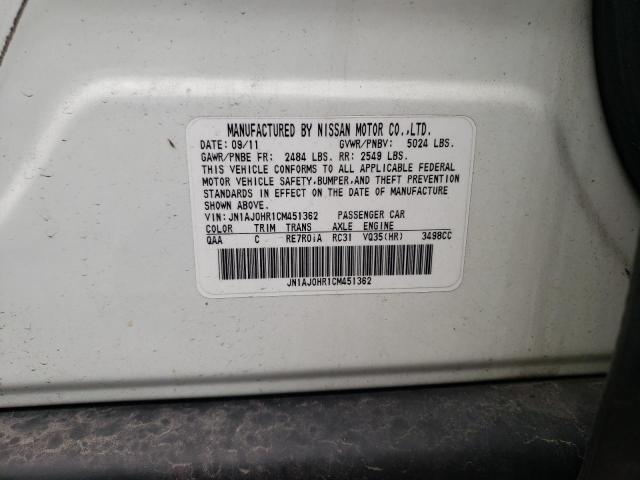 MANUFACTURED BY NISSAN MOTOR CO.,LTD.
DATE: 09/11 GVWR/PNBV: 5024 LBS.
GAWR/PNBE FR: 2484 LBS. RR: 2549 LBS.
THIS VEHICLE CONFORMS TO ALL APPLICABLE FEDERAL
MOTOR VEHICLE SAFETY,BUMPER,AND THEFT PREVENTION
STANDARDS IN EFFECT ON THE DATE OF MANUFACTURE
SHOWN ABOVE.
VIN: JN1AJ0HR1CM451362 PASSENGER CAR
COLOR TRIM TRANS AXLE ENGINE
QAA C RE7R01A RC31 VQ35(HR) 3498CC
JN1AJ0HR1CM451362